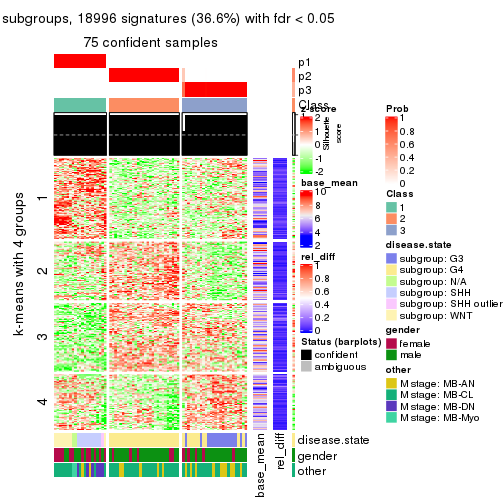 subgroups, 18996 signatures (36.6%) with fdr < 0.05
75 confident samples
p1
p2
p3
Class
z-score
2
1
0
-1
-2
Silhouette
score
1
base_mean
10
8
6
4
2
rel_diff
1
0.8
0.6
0.4
0.2
0
Status (barplots)
confident
ambiguous
Prob
1
0.8
0.6
0.4
0.2
0
Class
1
2
3
disease.state
subgroup: G3
subgroup: G4
subgroup: N/A
subgroup: SHH
subgroup: SHH outlier
subgroup: WNT
gender
female
male
other
M stage: MB-AN
M stage: MB-CL
M stage: MB-DN
M stage: MB-Myo
k-means with 4 groups
1
2
3
4
disease.state
gender
other
base_mean
rel_diff